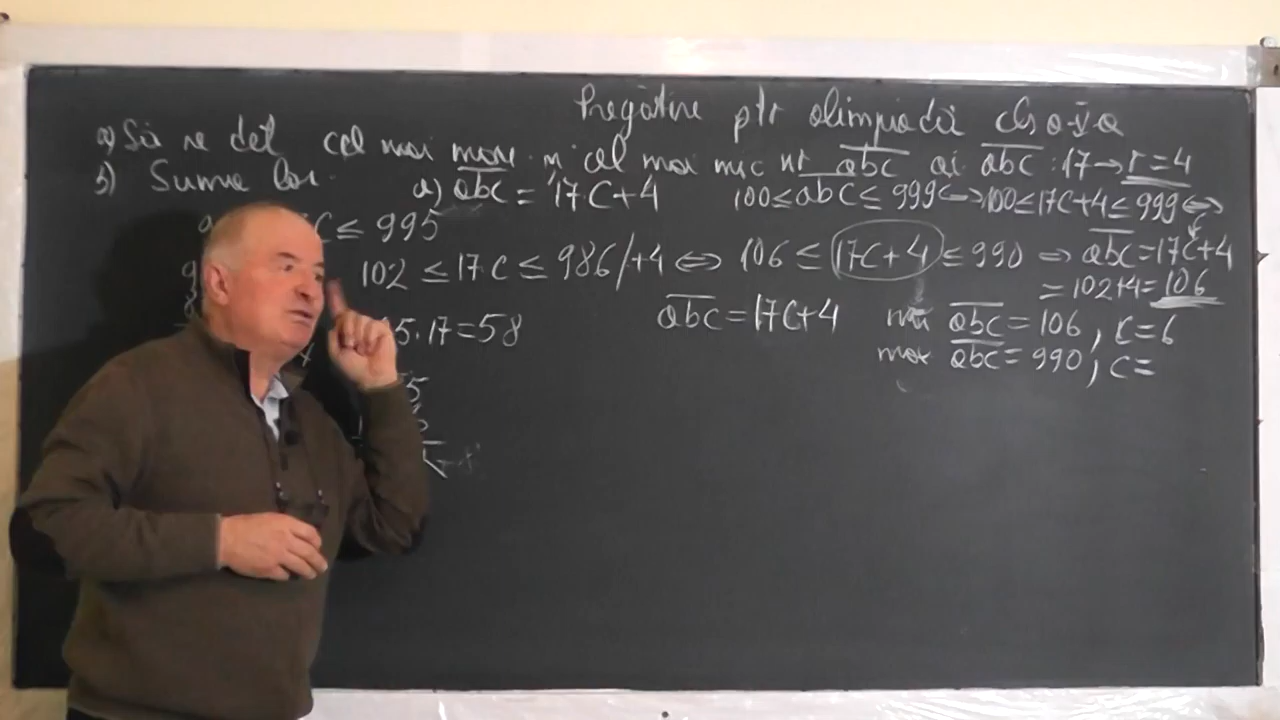 Pregătire ptr olimpiadă cls a-V-a
a) Să se det cel mai mare și cel mai mic nr abc aî abc : 17 → r = 4
b) Suma lor.
a) abc = 17·C+4 100 ≤ abc ≤ 999 ⟷ 100 ≤ 17C+4 ≤ 999 ⟺
C ≤ 995
102 ≤ 17·C ≤ 986 /+4 ⟺ 106 ≤ 17C+4 ≤ 990 ⟹ abc = 17C+4
= 102+4 = 106
5·17=58
abc = 17C+4
abc = 106, c=6
max abc = 990, c=